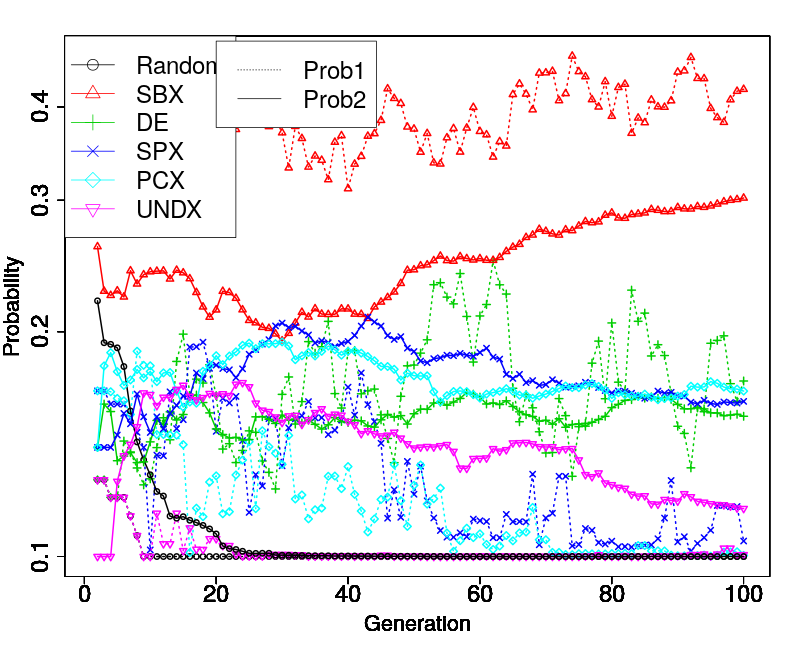 Random
SBX
DE
SPX
PCX
UNDX
Prob1
Prob2
0.4
0.3
0.2
0.1
Probability
0 20 40 60 80 100
Generation